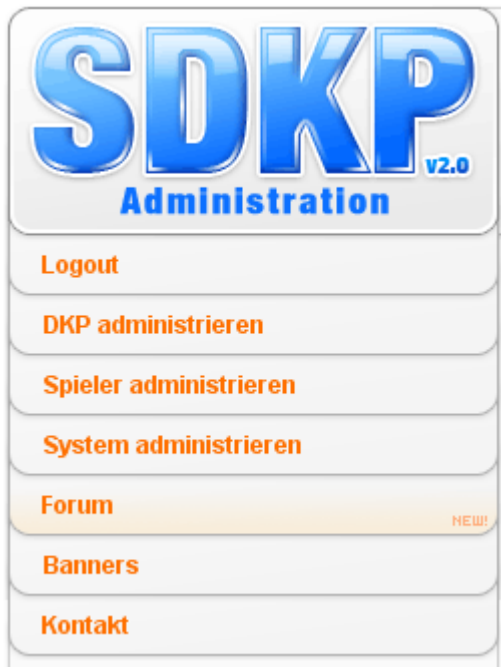 SDKP
v2.0
Administration
Logout
DKP administrieren
Spieler administrieren
System administrieren
Forum
NEW!
Banners
Kontakt